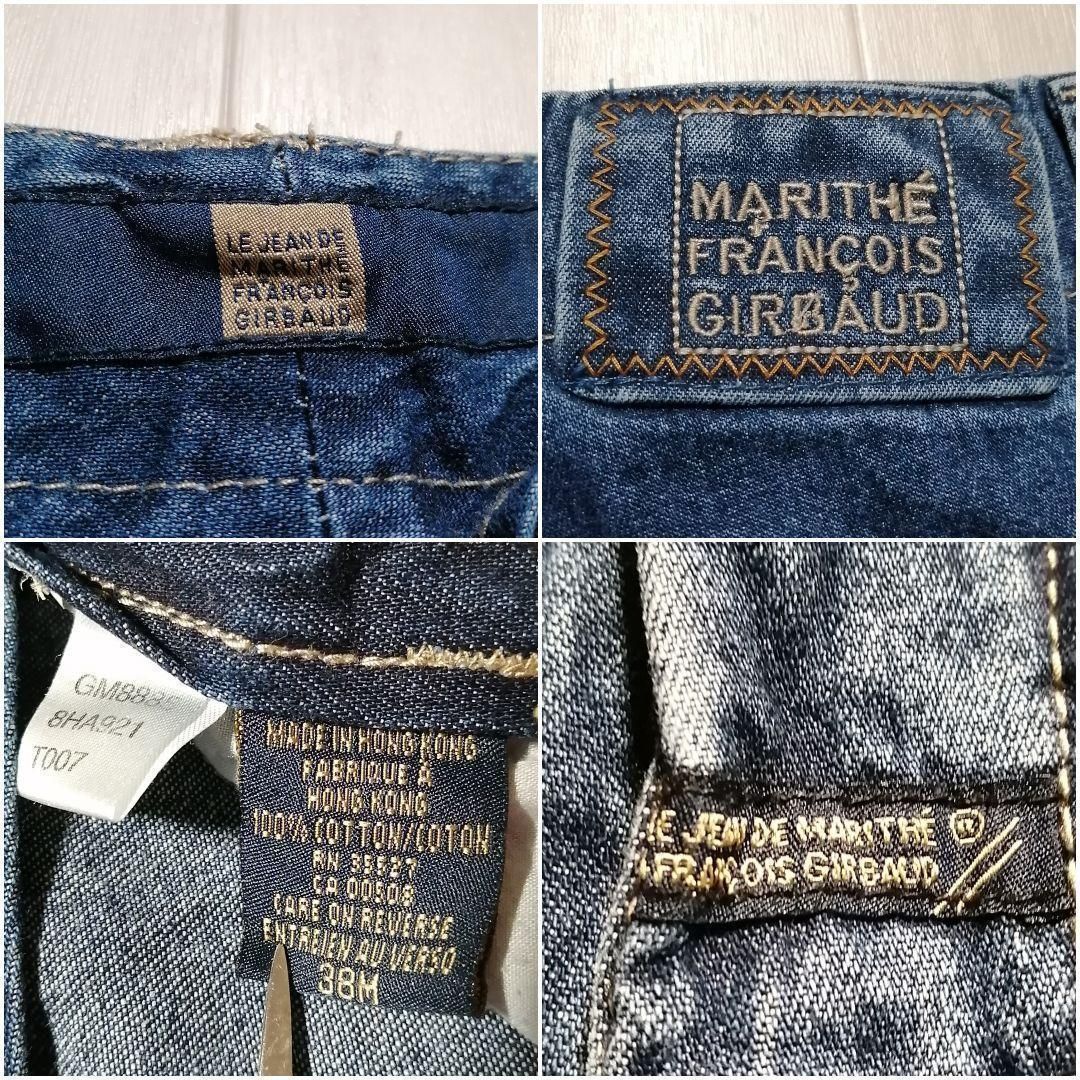 LE JEAN DE
MARITHÉ
FRANÇOIS
GIRBAUD
MARITHÉ
FRANÇOIS
GIRBAUD
GM8835
8HA921
T007
MADE IN HONG KONG
FABRIQUE À
HONG KONG
100% COTTON/COTON
RN 35527
CA 00508
CARE ON REVERSE
ENTRETIEN AU VERSO
38M
LE JEAN DE MARITHÉ ®
FRANÇOIS GIRBAUD //